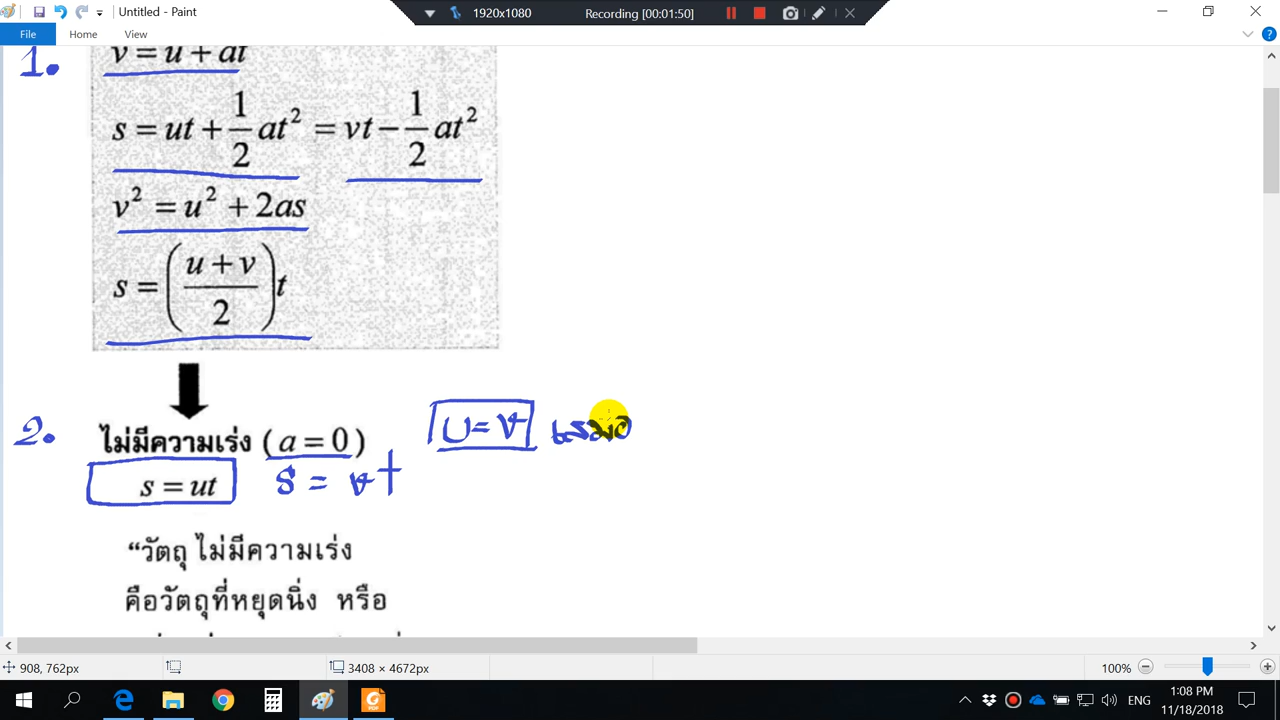 Untitled - Paint
1920x1080
Recording [00:01:50]
File Home View
1.
v = u + at
s = ut + 1/2 at² = vt − 1/2 at²
v² = u² + 2as
s = ((u + v)/2)t
2.
ไม่มีความเร่ง (a = 0)
u = v
s = ut
s = vt
“วัตถุ ไม่มีความเร่ง
คือวัตถุที่หยุดนิ่ง หรือ
908, 762px
3408 × 4672px
100%
ENG
1:08 PM
11/18/2018